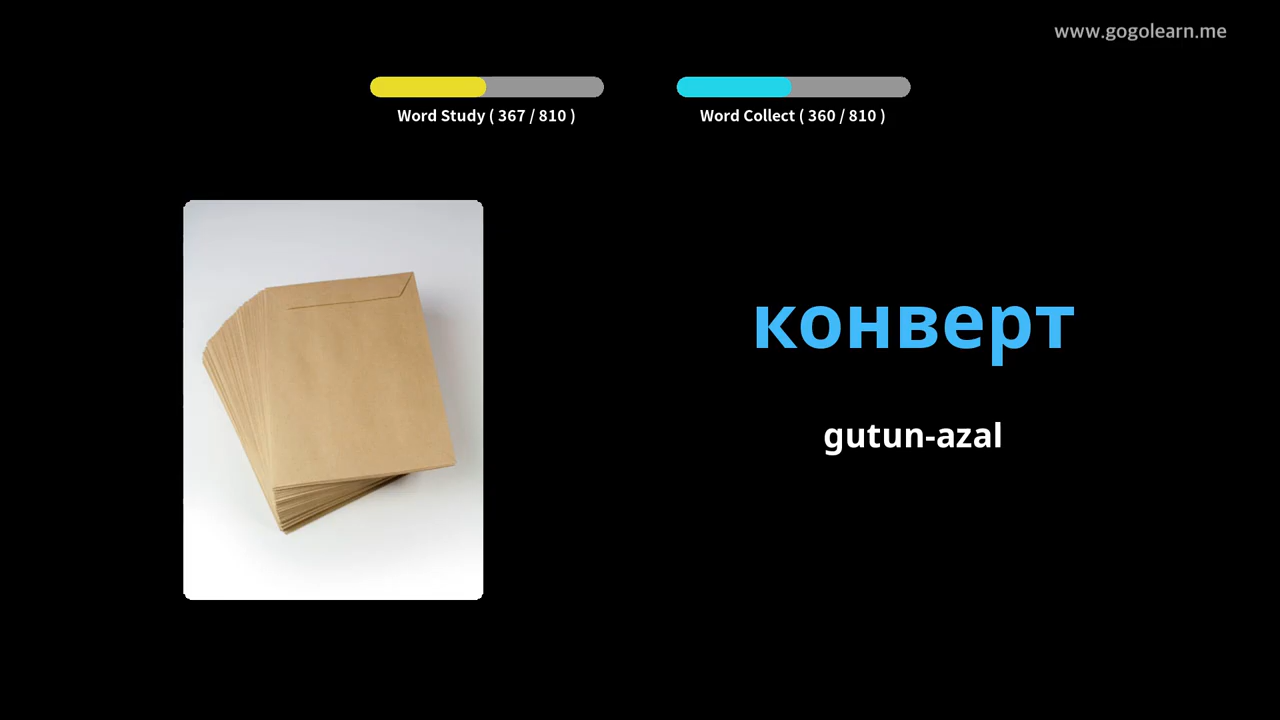 www.gogolearn.me
Word Study ( 367 / 810 )
Word Collect ( 360 / 810 )
конверт
gutun-azal